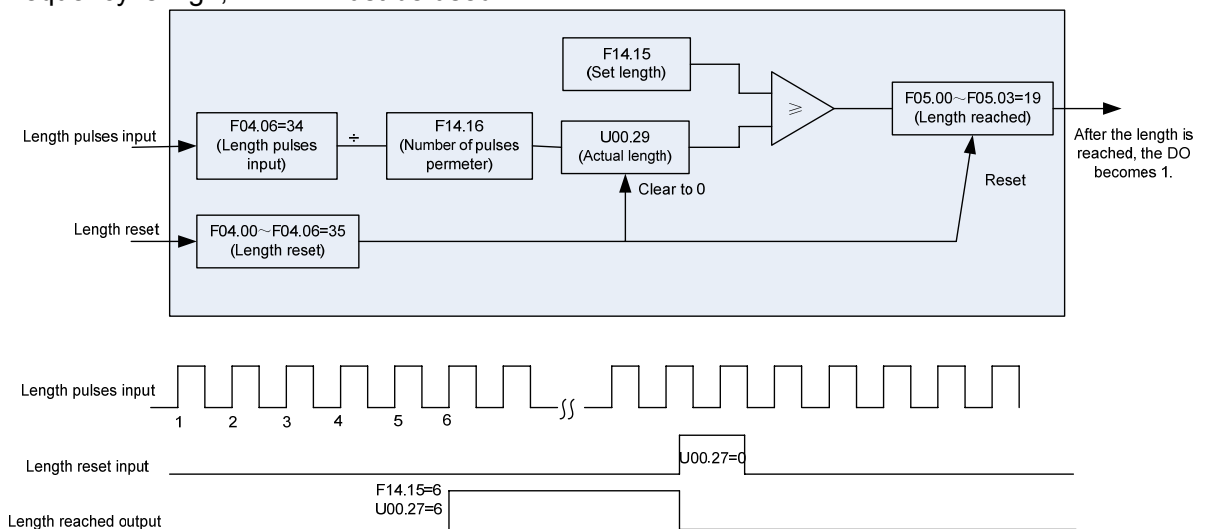 F14.15
(Set length)
F05.00～F05.03=19
(Length reached)
Length pulses input
F04.06=34
(Length pulses
input)
÷
F14.16
(Number of pulses
permeter)
U00.29
(Actual length)
≥
After the length is
reached, the DO
becomes 1.
Clear to 0
Reset
Length reset
F04.00～F04.06=35
(Length reset)
Length pulses input
1 2 3 4 5 6
Length reset input
U00.27=0
F14.15=6
U00.27=6
Length reached output